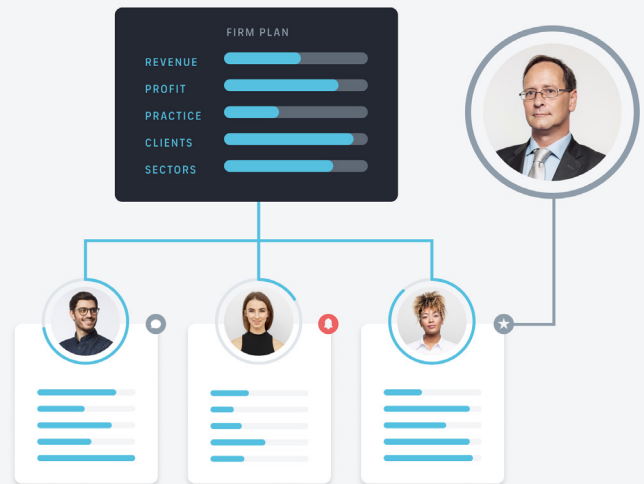 FIRM PLAN
REVENUE
PROFIT
PRACTICE
CLIENTS
SECTORS